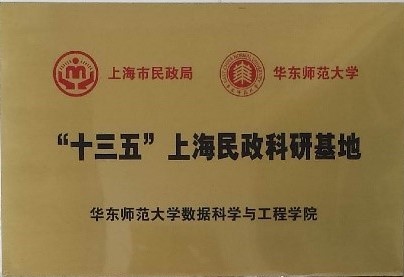 上海市民政局 华东师范大学
“十三五”上海民政科研基地
华东师范大学数据科学与工程学院